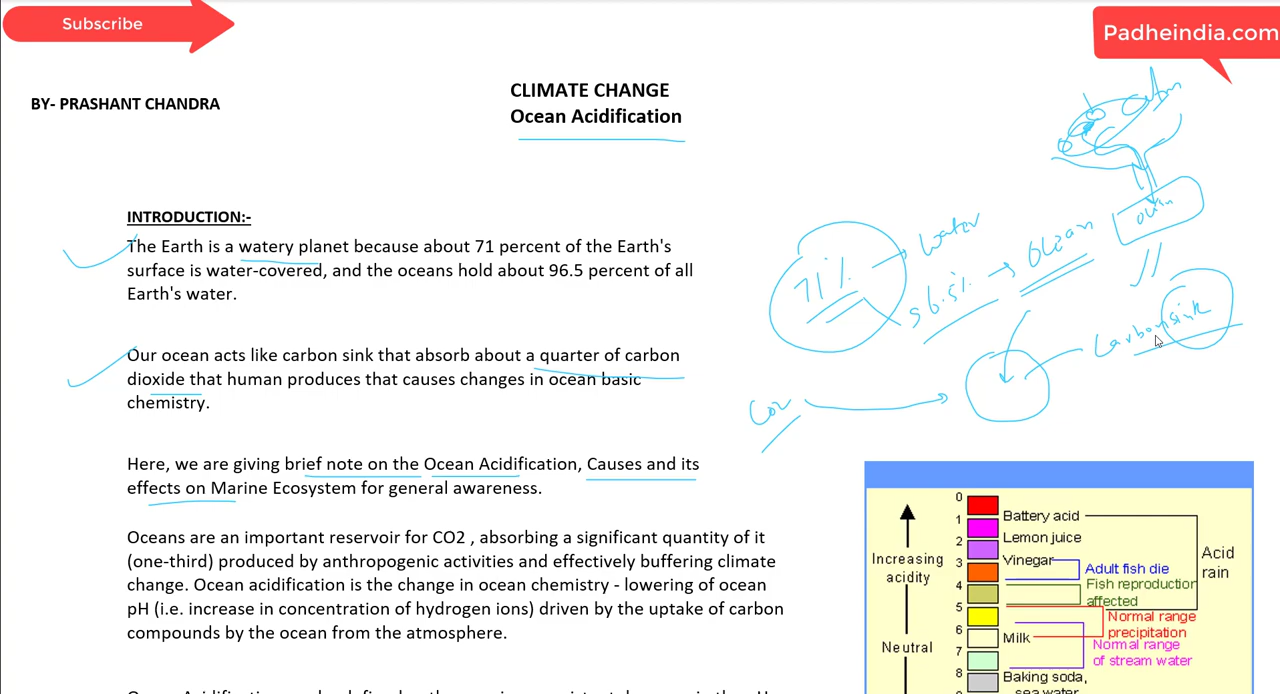 Subscribe
Padheindia.com
BY- PRASHANT CHANDRA
CLIMATE CHANGE
Ocean Acidification
INTRODUCTION:-
The Earth is a watery planet because about 71 percent of the Earth's
surface is water-covered, and the oceans hold about 96.5 percent of all
Earth's water.
Our ocean acts like carbon sink that absorb about a quarter of carbon
dioxide that human produces that causes changes in ocean basic
chemistry.
Here, we are giving brief note on the Ocean Acidification, Causes and its
effects on Marine Ecosystem for general awareness.
Oceans are an important reservoir for CO2 , absorbing a significant quantity of it
(one-third) produced by anthropogenic activities and effectively buffering climate
change. Ocean acidification is the change in ocean chemistry - lowering of ocean
pH (i.e. increase in concentration of hydrogen ions) driven by the uptake of carbon
compounds by the ocean from the atmosphere.
71%
water
96.5%
Ocean
Carbon sink
CO2
0
1
2
3
4
5
6
7
8
Increasing
acidity
Neutral
Battery acid
Lemon juice
Vinegar
Adult fish die
Fish reproduction
affected
Acid
rain
Normal range
precipitation
Milk
Normal range
of stream water
Baking soda,
sea water